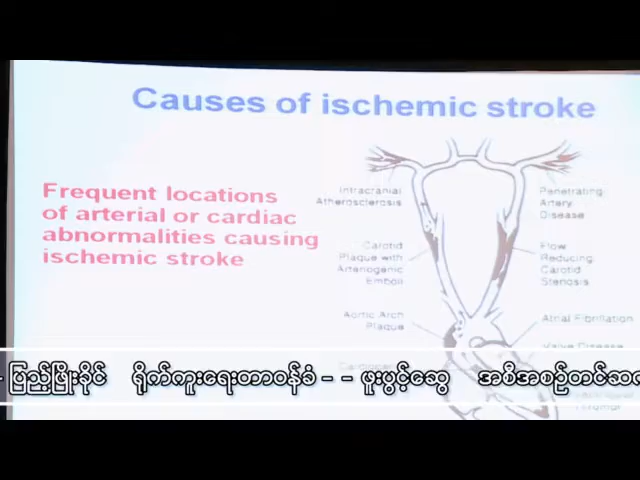 Causes of ischemic stroke
Frequent locations
of arterial or cardiac
abnormalities causing
ischemic stroke
Intracranial
Atherosclerosis
Penetrating
Artery
Disease
Carotid
Plaque with
Arteriogenic
Emboli
Flow
Reducing
Carotid
Stenosis
Aortic Arch
Plaque
Atrial Fibrillation
Valve Disease
- ပြည့်ဖြိုးခိုင် ရိုက်ကူးရေးတာဝန်ခံ - - ဖူးပွင့်ဆွေ အစီအစဉ်တင်ဆ